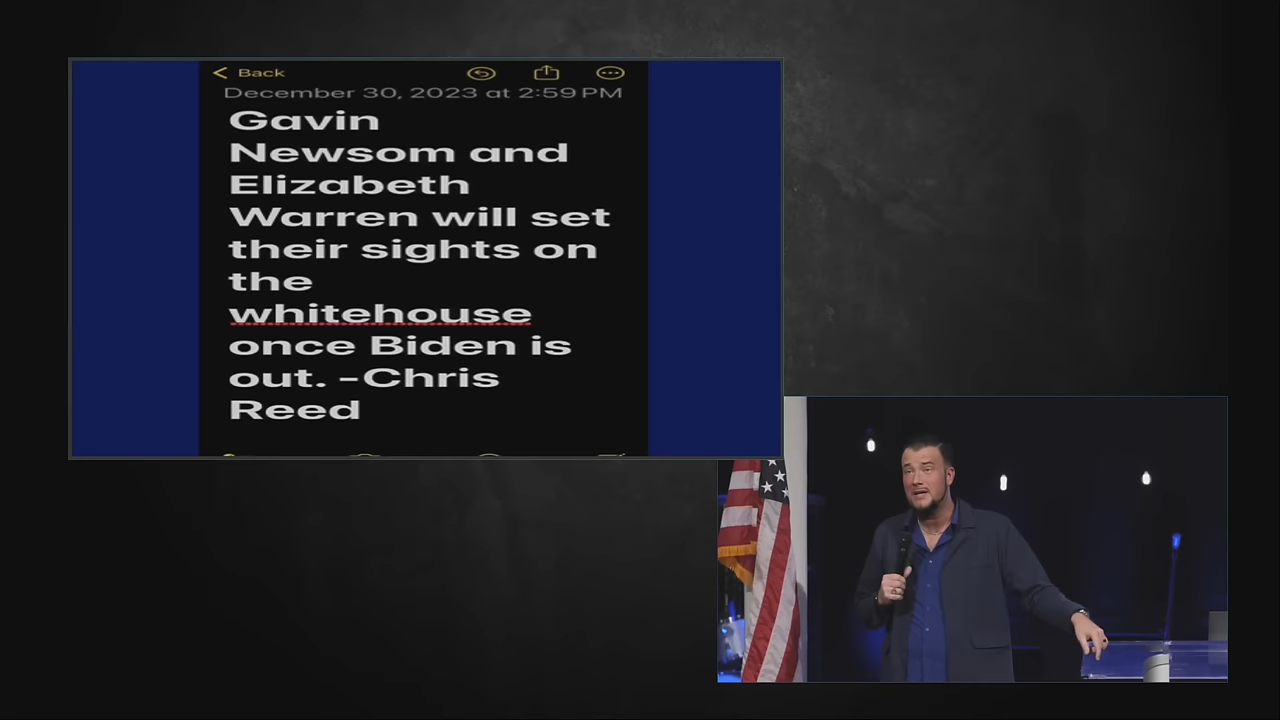 Back
December 30, 2023 at 2:59 PM
Gavin
Newsom and
Elizabeth
Warren will set
their sights on
the
whitehouse
once Biden is
out. -Chris
Reed